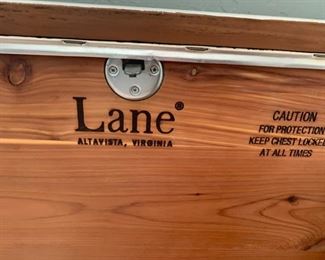 Lane®
ALTAVISTA, VIRGINIA
CAUTION
FOR PROTECTION
KEEP CHEST LOCKED
AT ALL TIMES